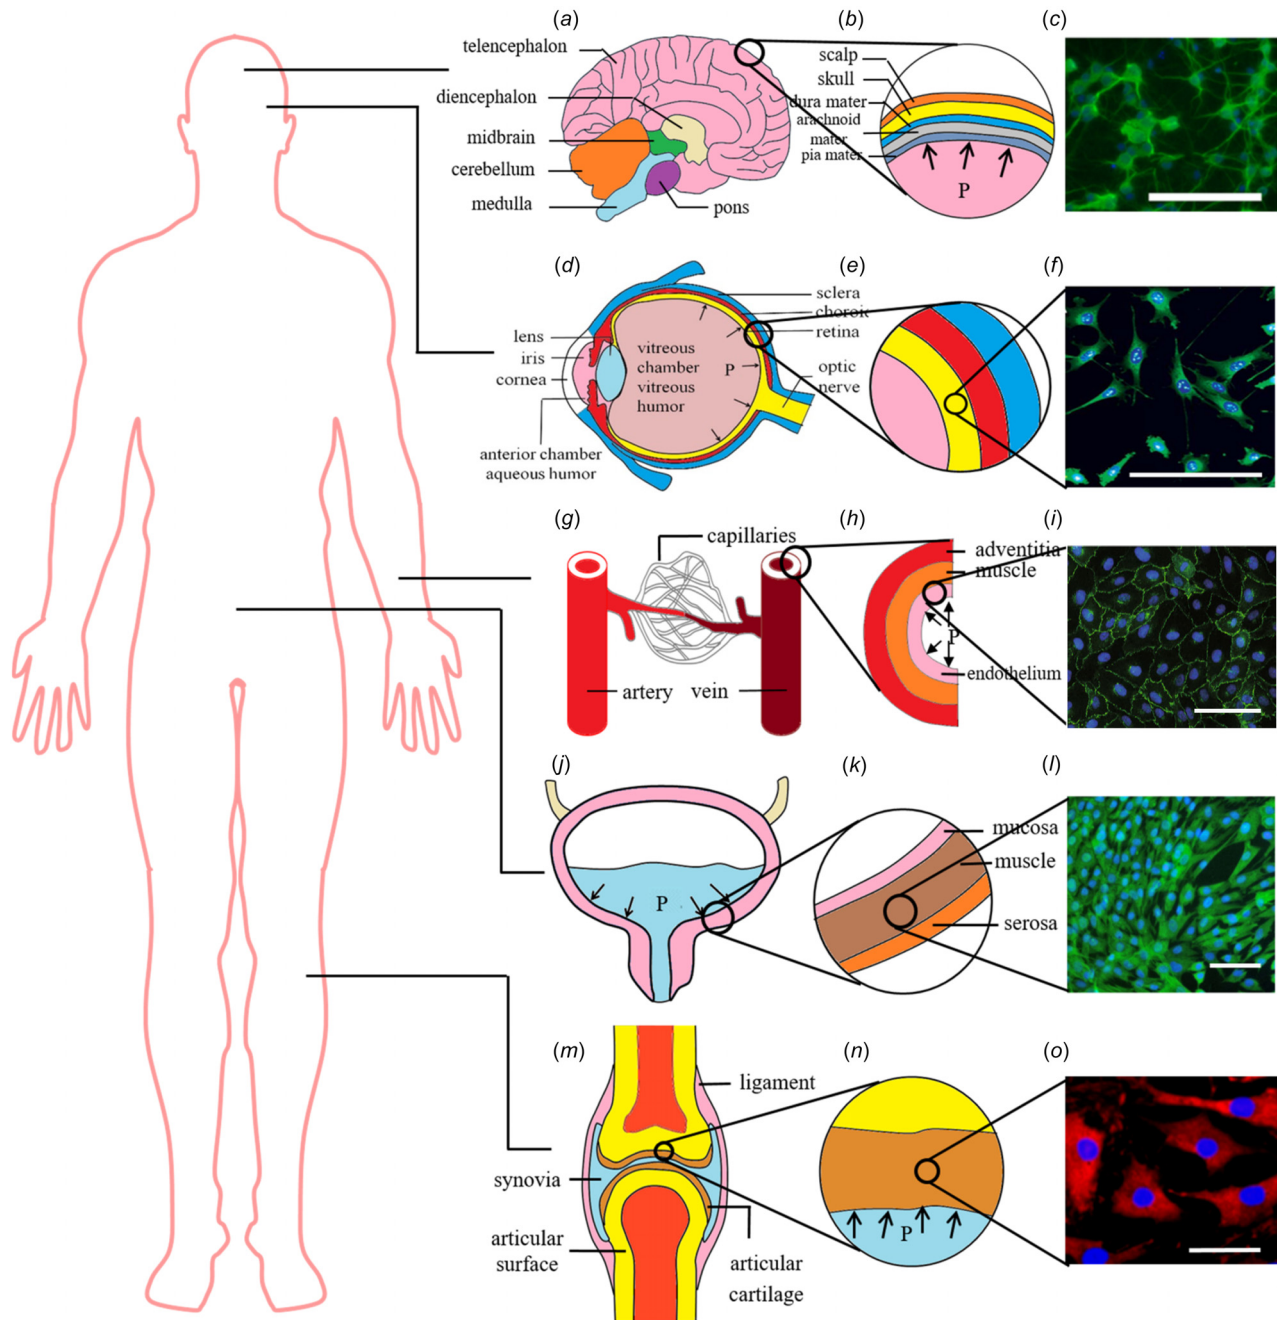 (a)
telencephalon
diencephalon
midbrain
cerebellum
medulla
pons
(b)
scalp
skull
dura mater
arachnoid
mater
pia mater
P
(c)
(d)
lens
iris
cornea
anterior chamber
aqueous humor
vitreous
chamber
vitreous
humor
P
sclera
choroic
retina
optic
nerve
(e)
(f)
(g)
capillaries
artery
vein
(h)
adventitia
muscle
P
endothelium
(i)
(j)
P
(k)
mucosa
muscle
serosa
(l)
(m)
ligament
synovia
articular
surface
articular
cartilage
(n)
P
(o)